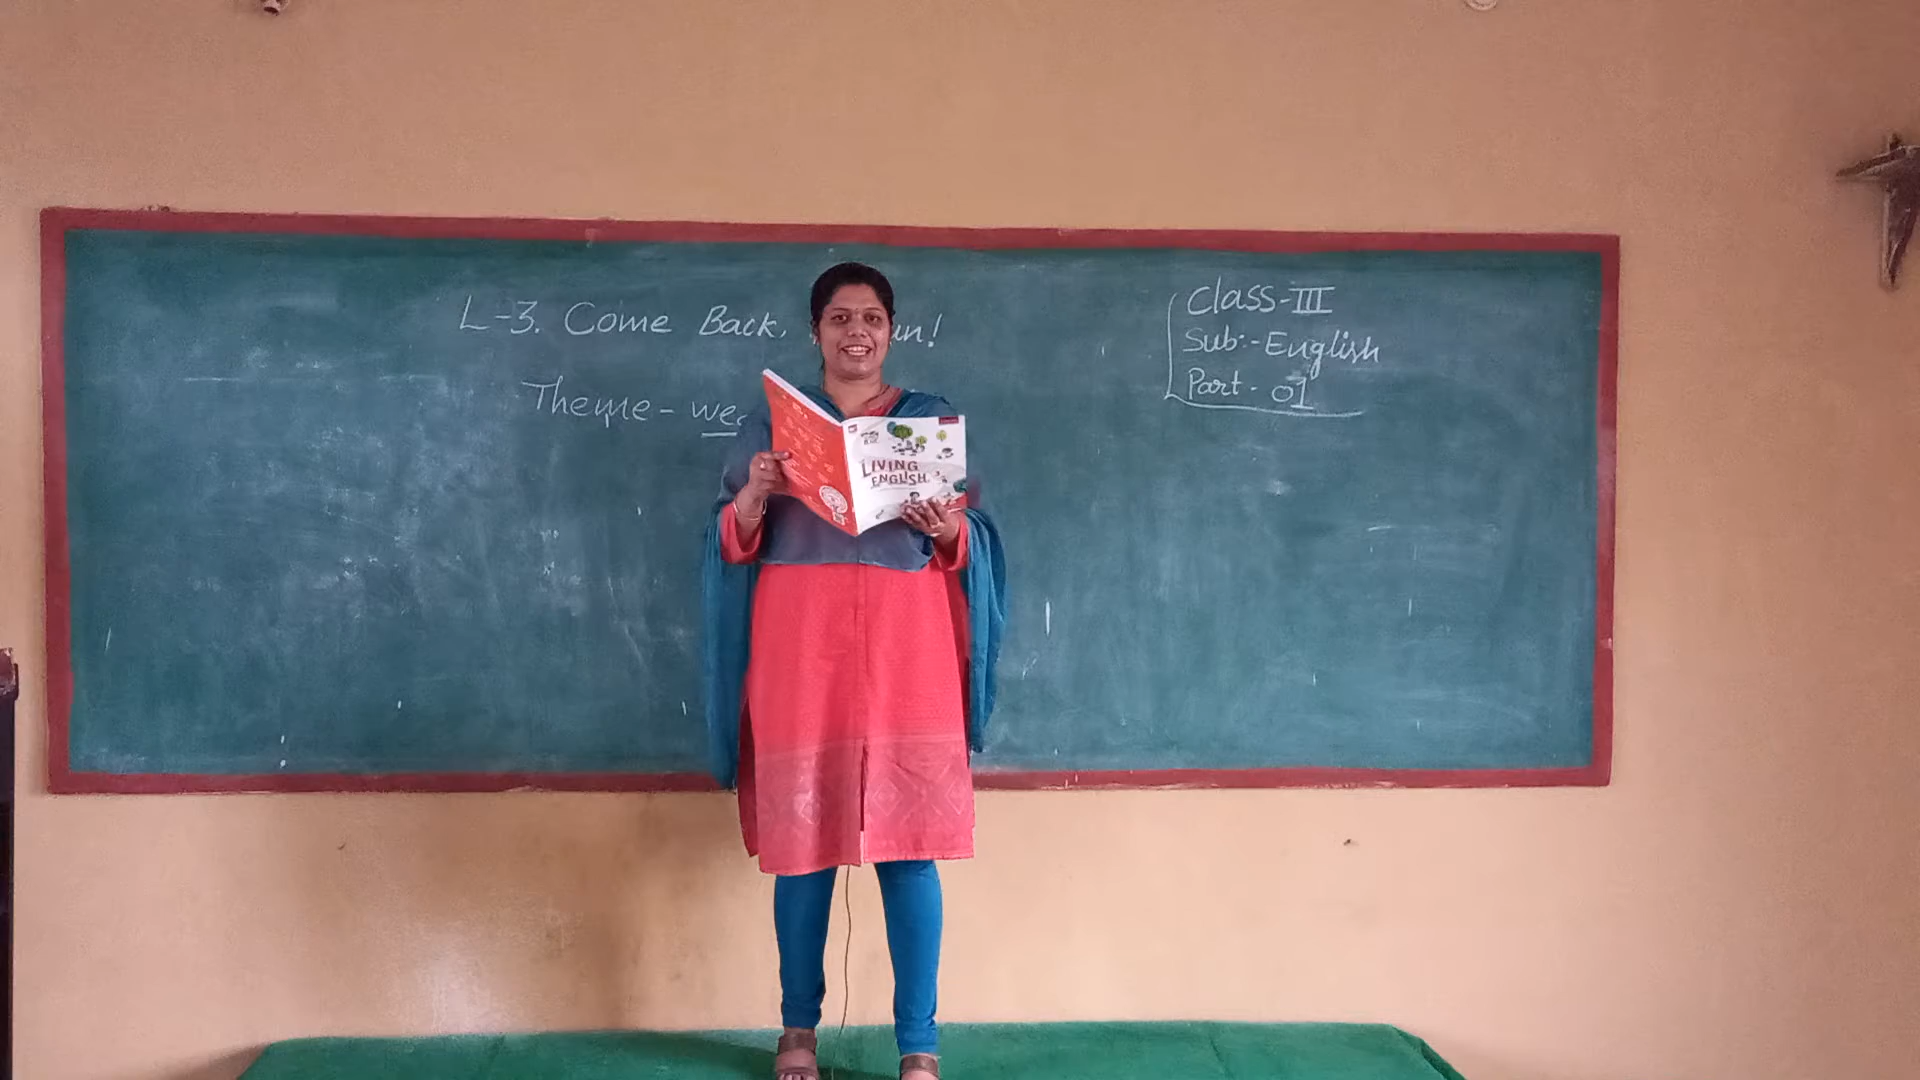 L-3. Come Back,
Theme -
Class-III
Sub:- English
Part - 01
LIVING
ENGLISH